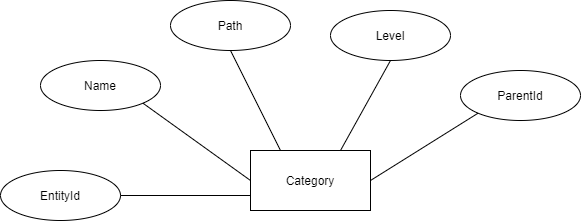 Path
Level
Name
ParentId
Category
EntityId